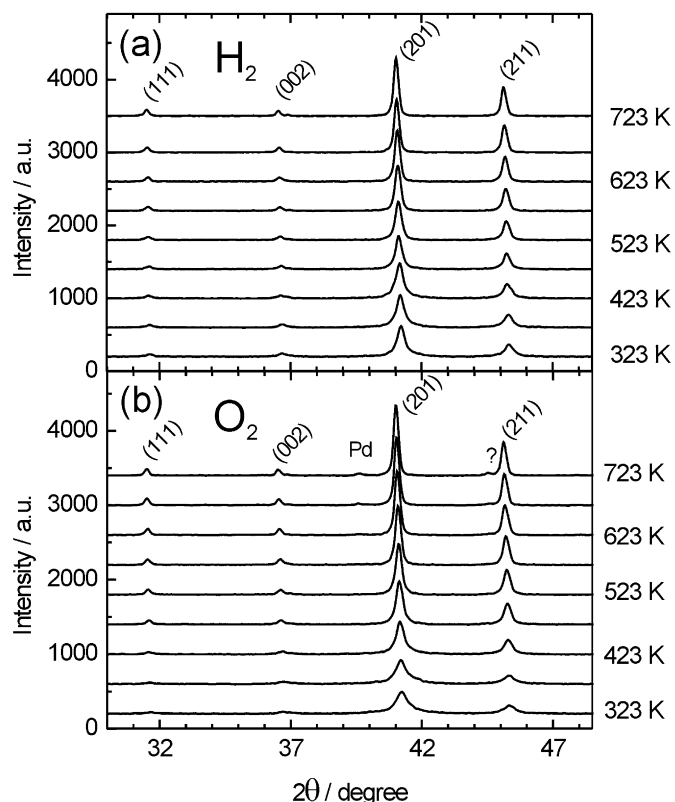 (a)
H2
(111)
(002)
(201)
(211)
4000
3000
2000
1000
0
Intensity / a.u.
723 K
623 K
523 K
423 K
323 K
(b)
O2
(111)
(002)
Pd
(201)
?
(211)
4000
3000
2000
1000
0
Intensity / a.u.
723 K
623 K
523 K
423 K
323 K
32
37
42
47
2θ / degree